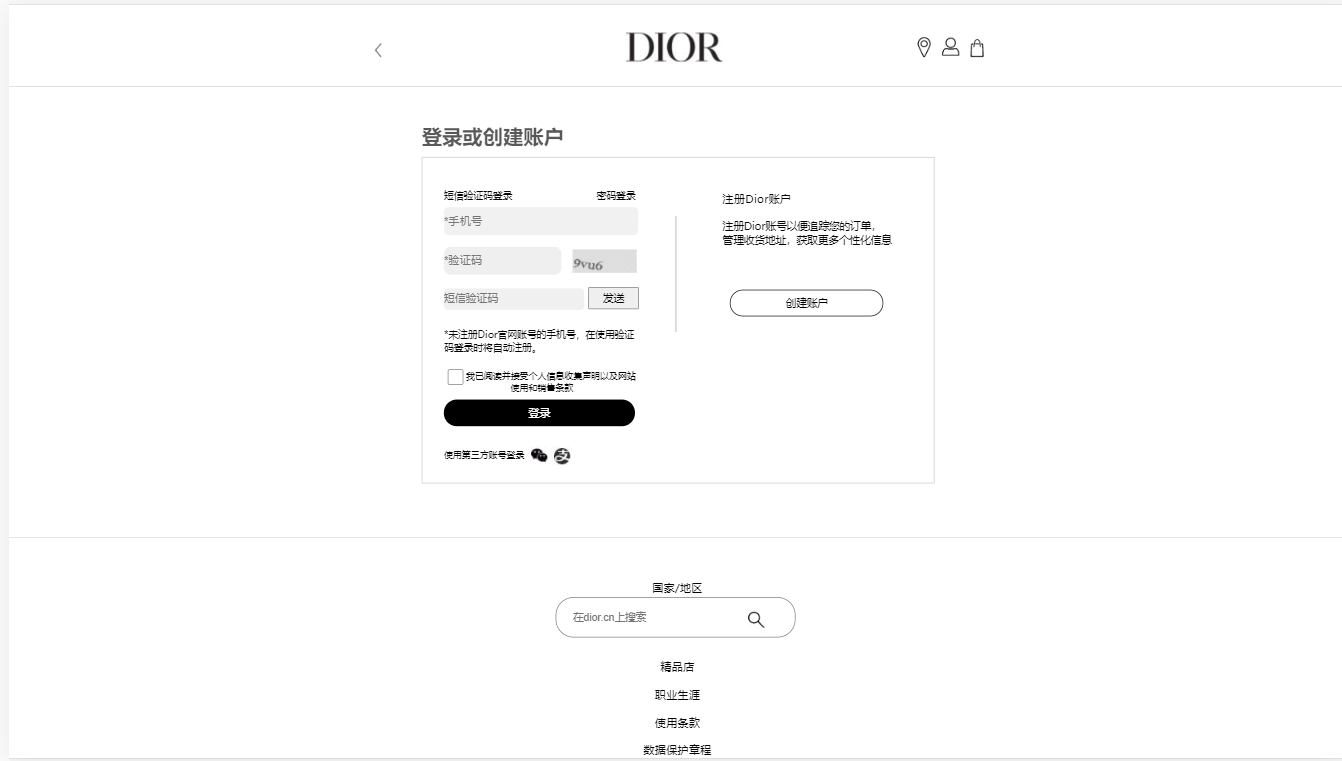 DIOR
登录或创建账户
短信验证码登录
密码登录
*手机号
*验证码
9vu6
短信验证码
发送
*未注册Dior官网账号的手机号，在使用验证
码登录时将自动注册。
我已阅读并接受个人信息收集声明以及网站
使用和销售条款
登录
使用第三方账号登录
支
注册Dior账户
注册Dior账号以便追踪您的订单，
管理收货地址，获取更多个性化信息
创建账户
国家/地区
在dior.cn上搜索
精品店
职业生涯
使用条款
数据保护章程